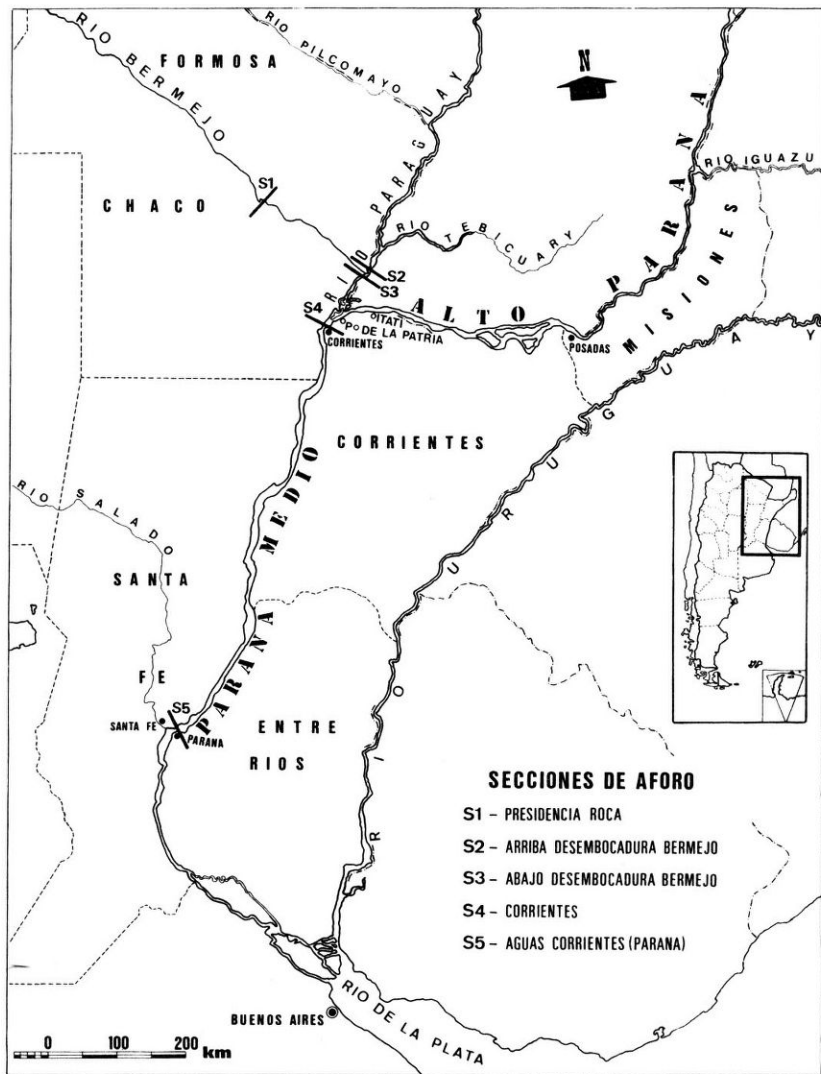 FORMOSA
RIO BERMEJO
RIO PILCOMAYO
RIO PARAGUAY
N
PARANA
RIO IGUAZU
S1
CHACO
RIO TEBICUARY
MISIONES
S2
S3
S4
ALTO
ITATI
Pº DE LA PATRIA
CORRIENTES
POSADAS
CORRIENTES
RIO URUGUAY
PARANA MEDIO
RIO SALADO
SANTA
FE
S5
SANTA FE
PARANA
ENTRE
RIOS
SECCIONES DE AFORO
S1 – PRESIDENCIA ROCA
S2 – ARRIBA DESEMBOCADURA BERMEJO
S3 – ABAJO DESEMBOCADURA BERMEJO
S4 – CORRIENTES
S5 – AGUAS CORRIENTES (PARANA)
BUENOS AIRES
RIO DE LA PLATA
0 100 200
km